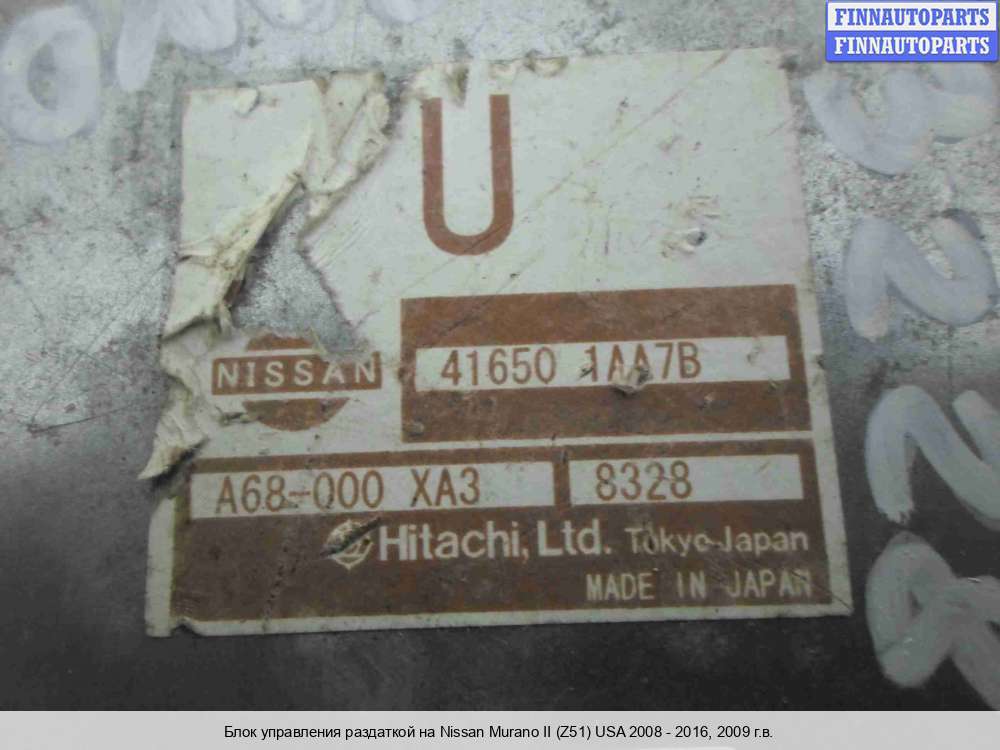 FINNAUTOPARTS
FINNAUTOPARTS
U
NISSAN
41650 1AA7B
A68-000 XA3 8328
Hitachi, Ltd. Tokyo Japan
MADE IN JAPAN
Блок управления раздаткой на Nissan Murano II (Z51) USA 2008 - 2016, 2009 г.в.